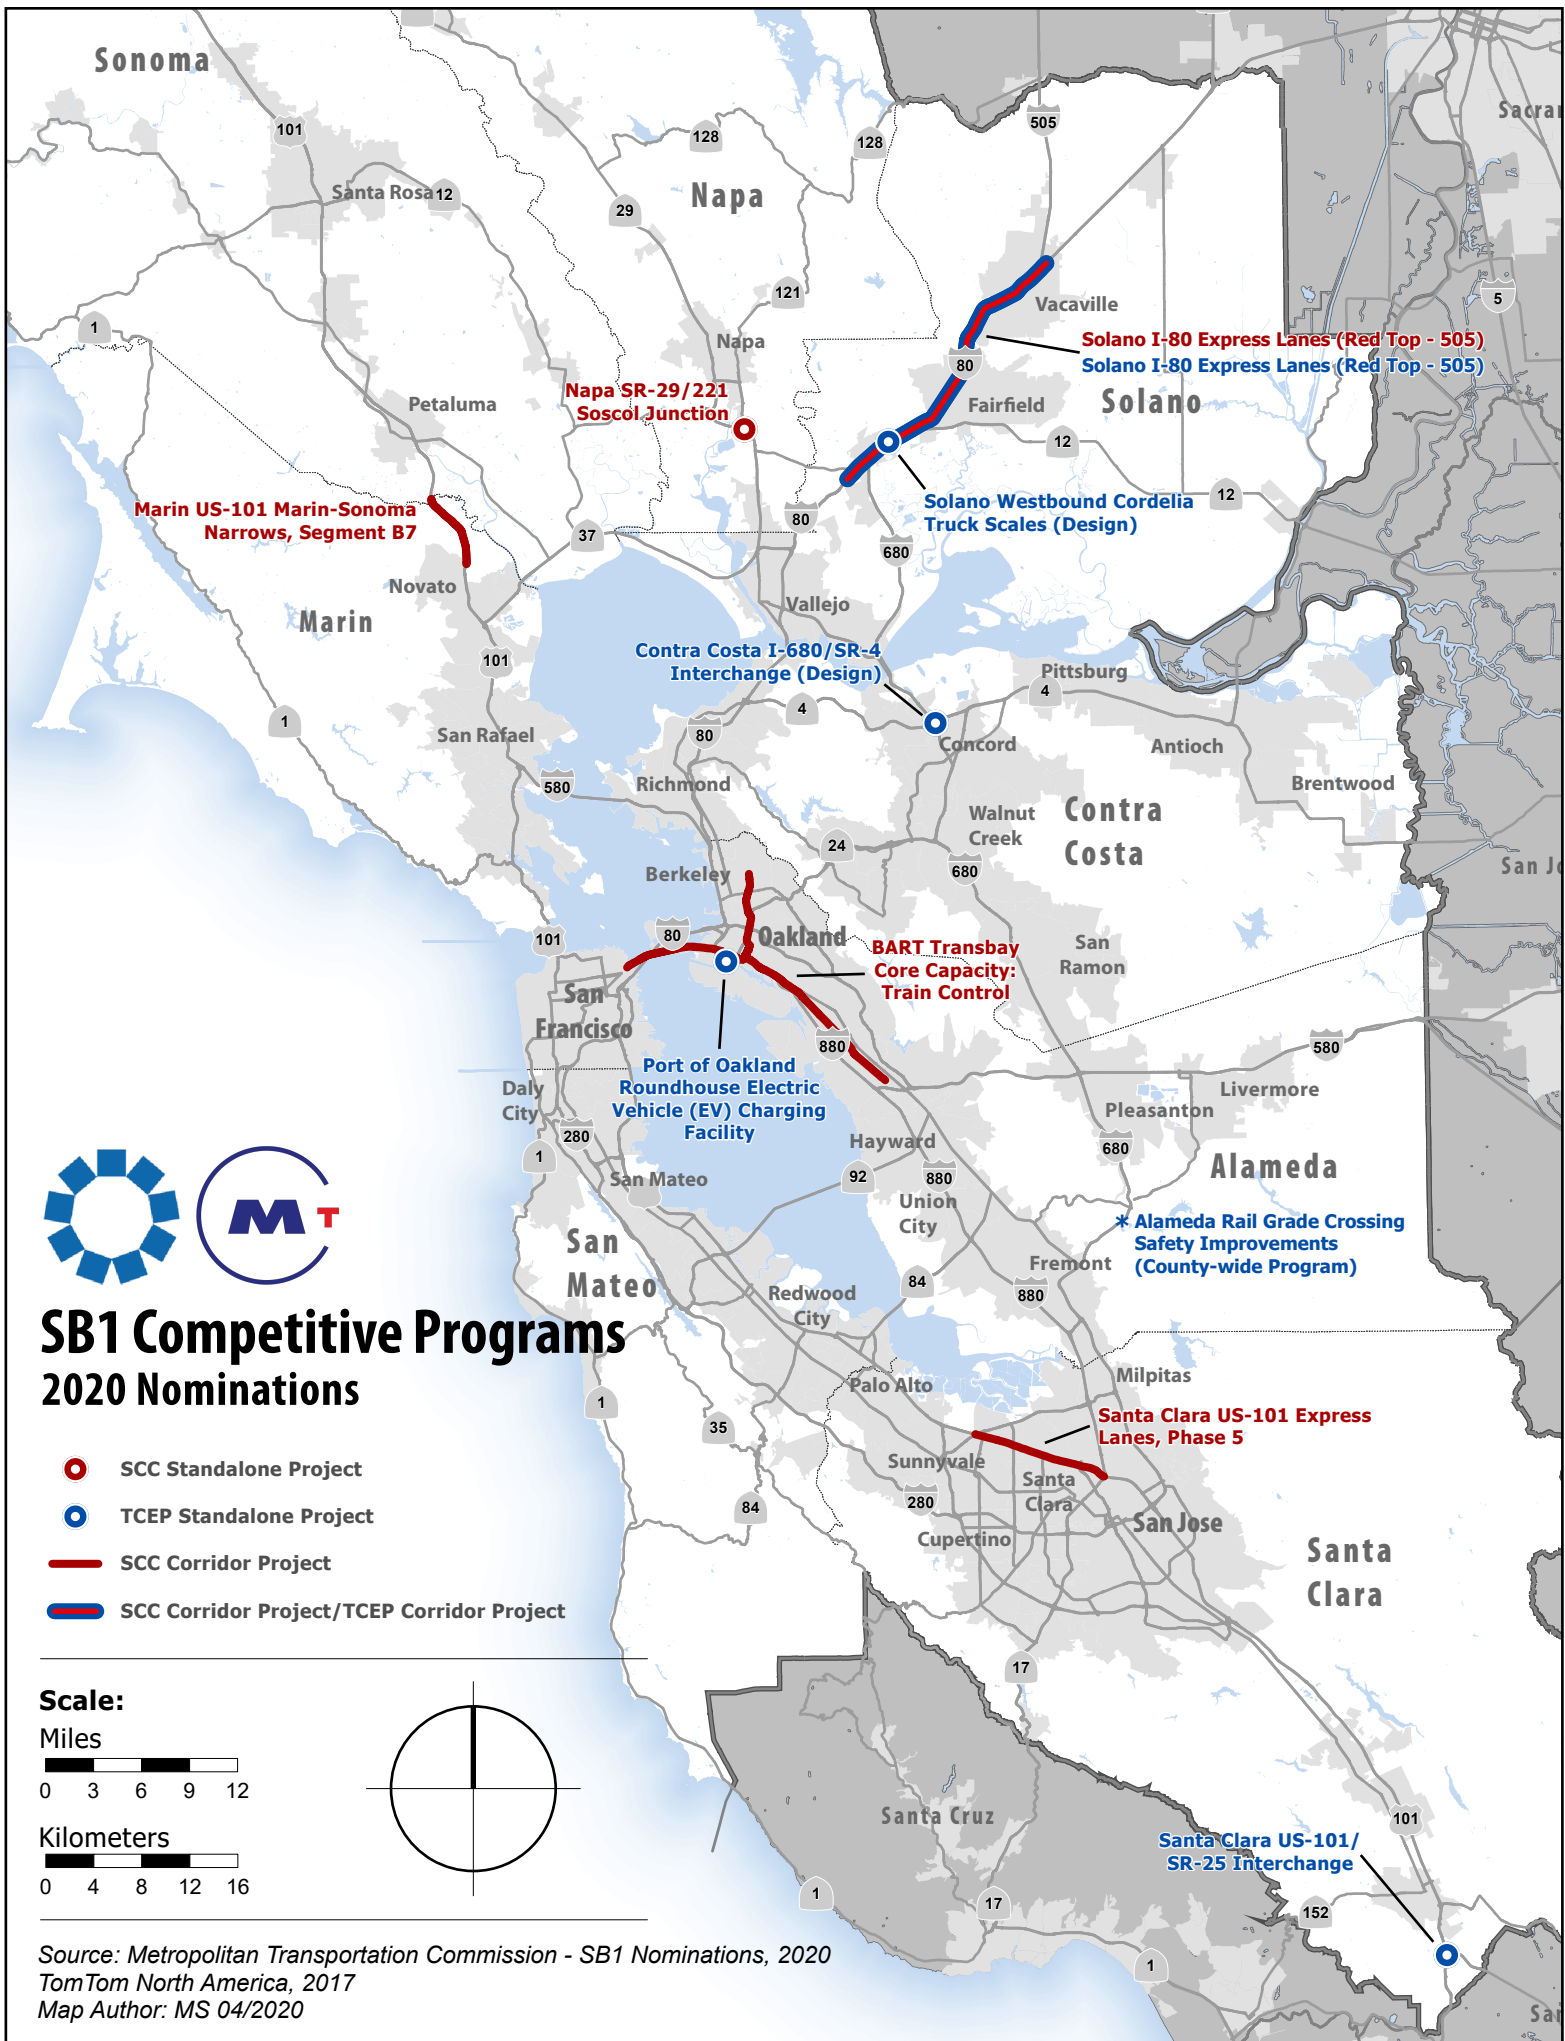 Sonoma
Sacra
101
128
128
505
Santa Rosa
12
Napa
29
121
5
1
Vacaville
Napa
Solano I-80 Express Lanes (Red Top - 505)
80
Solano I-80 Express Lanes (Red Top - 505)
Napa SR-29/221
Soscol Junction
Petaluma
Fairfield
Solano
12
Marin US-101 Marin-Sonoma
Narrows, Segment B7
Solano Westbound Cordelia
Truck Scales (Design)
12
80
37
680
Novato
Marin
Vallejo
Contra Costa I-680/SR-4
Interchange (Design)
101
Pittsburg
4
4
1
San Rafael
80
Concord
Antioch
580
Richmond
Brentwood
Walnut
Creek
Contra
Costa
24
680
Berkeley
San Jo
101
80
Oakland
BART Transbay
Core Capacity:
Train Control
San
Ramon
San
Francisco
880
580
Port of Oakland
Roundhouse Electric
Vehicle (EV) Charging
Facility
Daly
City
Livermore
Pleasanton
280
1
Hayward
680
Alameda
San Mateo
92
880
Union
City
* Alameda Rail Grade Crossing
Safety Improvements
(County-wide Program)
M T
San
Mateo
Fremont
84
880
Redwood
City
SB1 Competitive Programs
2020 Nominations
Milpitas
Palo Alto
1
35
Santa Clara US-101 Express
Lanes, Phase 5
Sunnyvale
Santa
Clara
280
84
San Jose
Cupertino
Santa
Clara
SCC Standalone Project
TCEP Standalone Project
SCC Corridor Project
SCC Corridor Project/TCEP Corridor Project
17
Scale:
Miles
0 3 6 9 12
Kilometers
0 4 8 12 16
Santa Cruz
101
Santa Clara US-101/
SR-25 Interchange
1
17
152
1
Source: Metropolitan Transportation Commission - SB1 Nominations, 2020
TomTom North America, 2017
Map Author: MS 04/2020
Sa